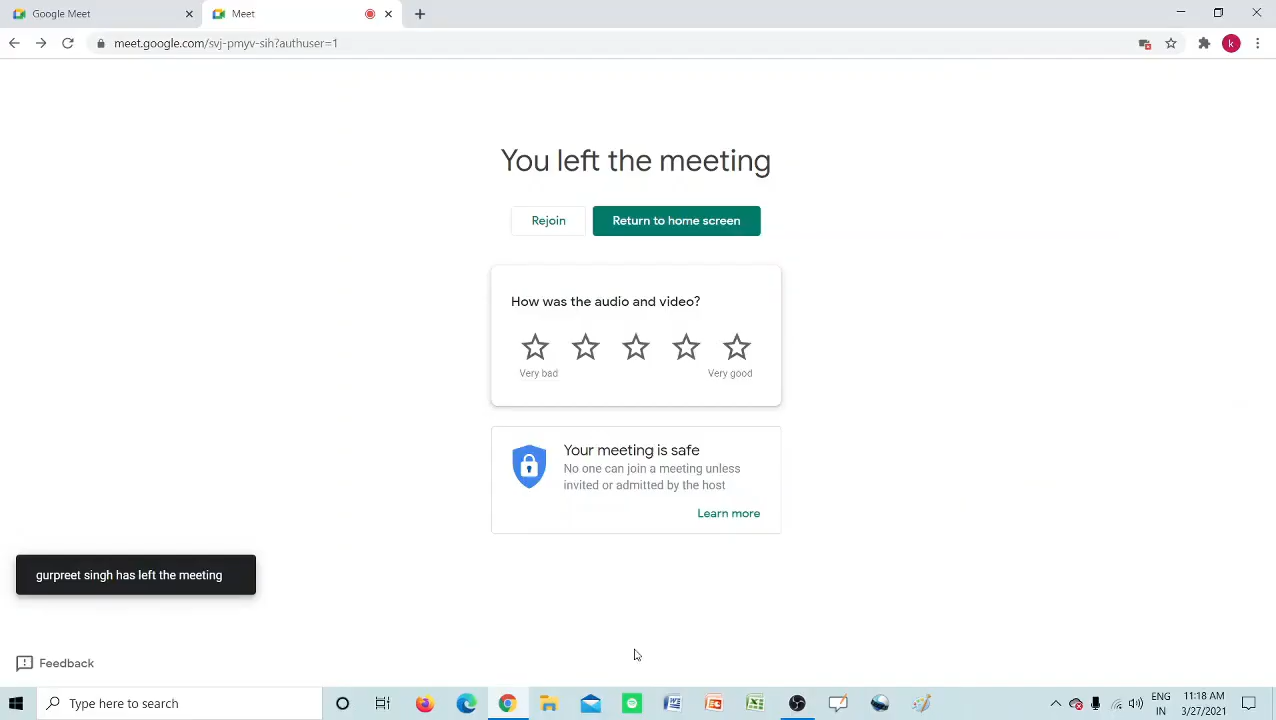 Google Meet
Meet
meet.google.com/svj-pmyv-sih?authuser=1
k
You left the meeting
Rejoin
Return to home screen
How was the audio and video?
Very bad
Very good
Your meeting is safe
No one can join a meeting unless
invited or admitted by the host
Learn more
gurpreet singh has left the meeting
Feedback
Type here to search
ENG
IN
11:18 AM
3/27/2021